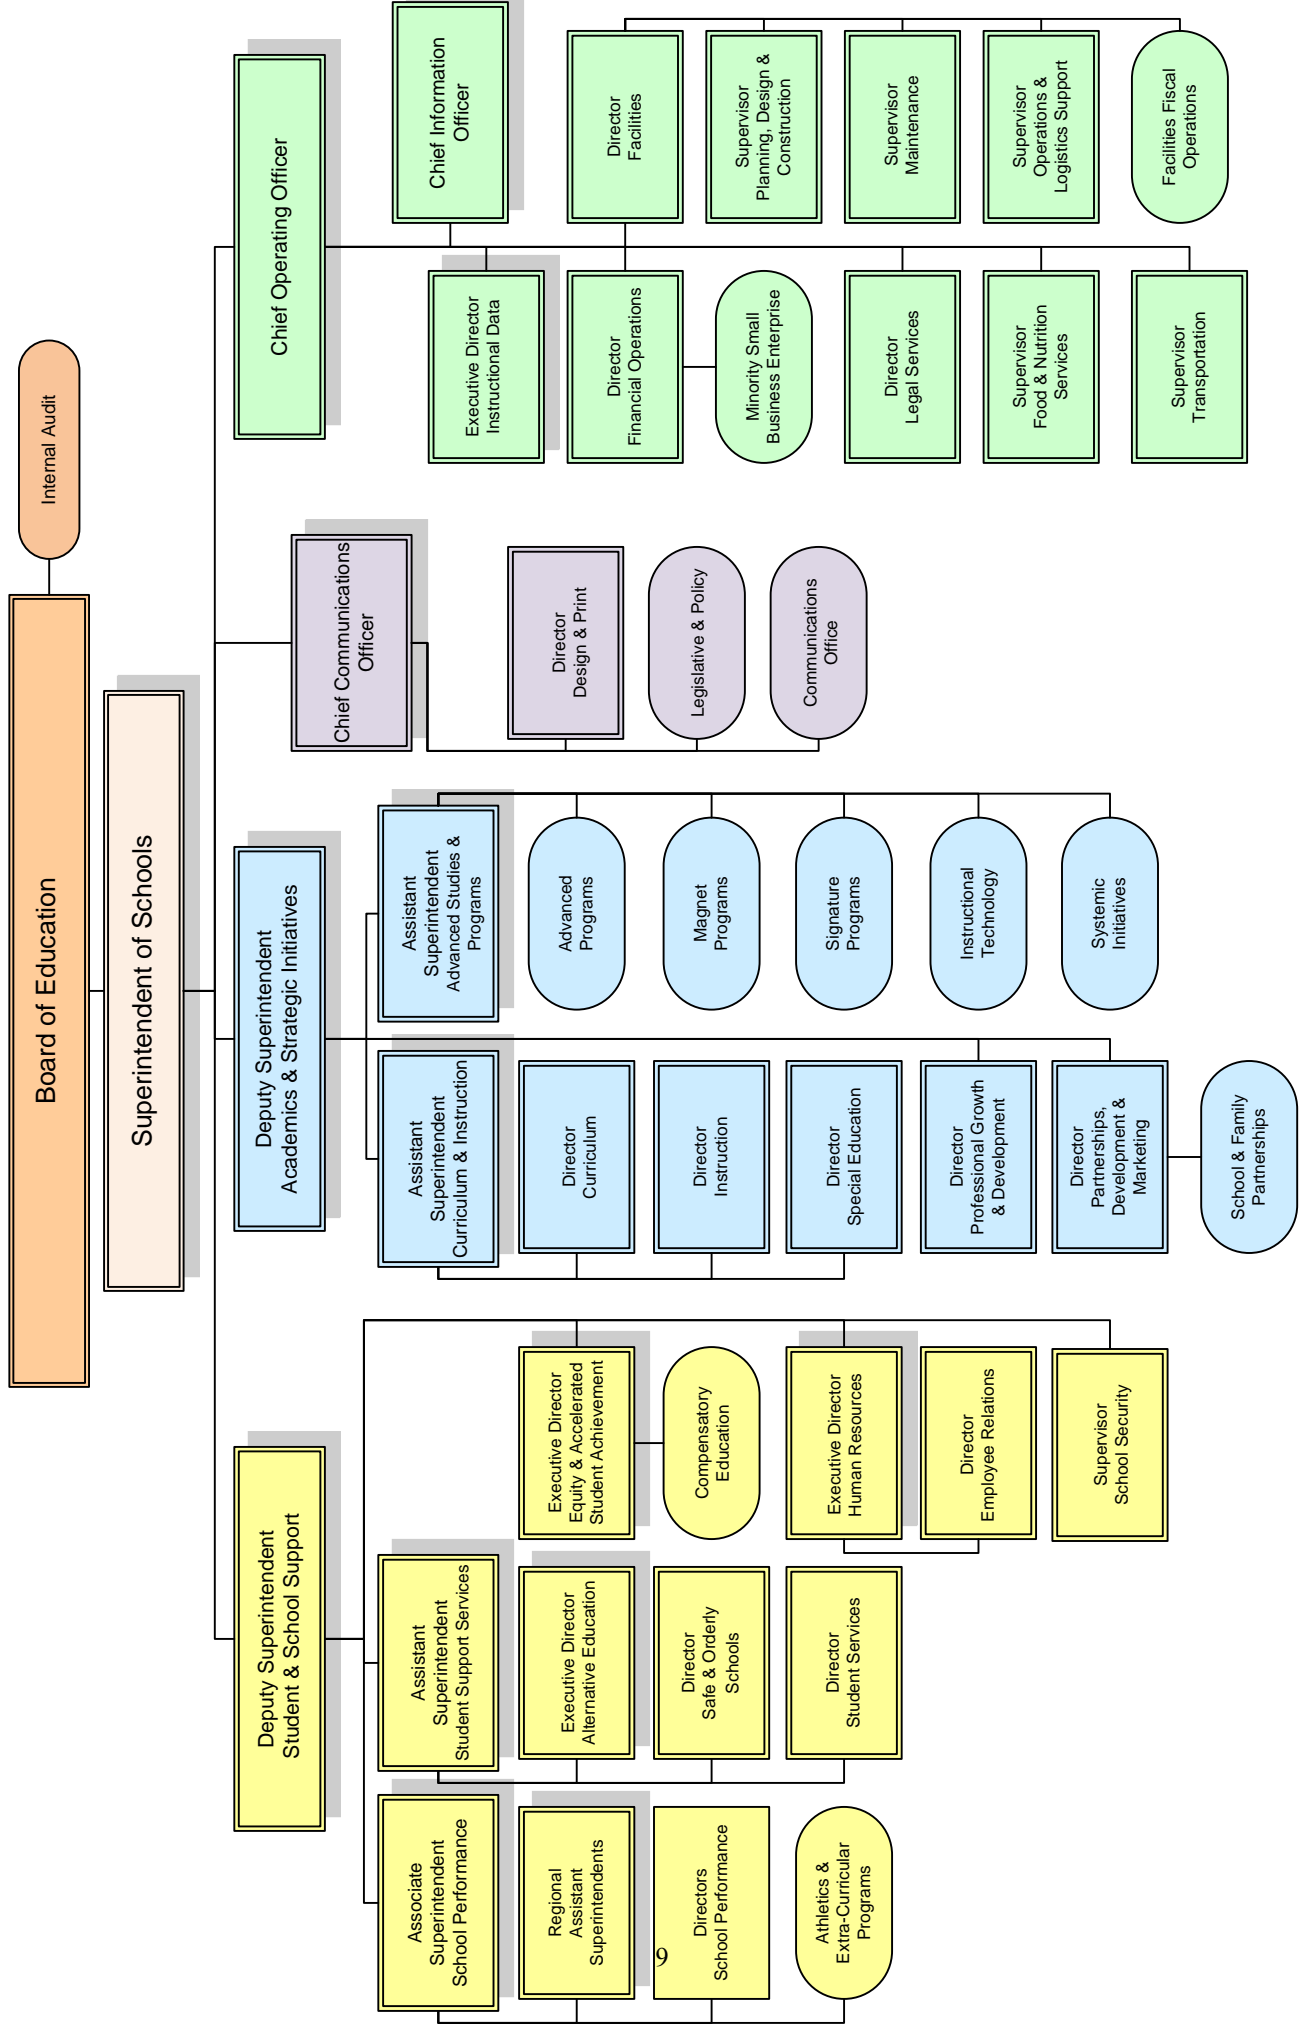 Board of Education
Internal Audit
Superintendent of Schools
Deputy Superintendent
Student & School Support
Deputy Superintendent
Academics & Strategic Initiatives
Chief Communications
Officer
Chief Operating Officer
Associate
Superintendent
School Performance
Regional
Assistant
Superintendents
Directors
School Performance
Athletics &
Extra-Curricular
Programs
Assistant
Superintendent
Student Support Services
Executive Director
Alternative Education
Director
Safe & Orderly
Schools
Director
Student Services
Executive Director
Equity & Accelerated
Student Achievement
Compensatory
Education
Executive Director
Human Resources
Director
Employee Relations
Supervisor
School Security
Assistant
Superintendent
Curriculum & Instruction
Director
Curriculum
Director
Instruction
Director
Special Education
Director
Professional Growth
& Development
Director
Partnerships,
Development &
Marketing
School & Family
Partnerships
Assistant
Superintendent
Advanced Studies &
Programs
Advanced
Programs
Magnet
Programs
Signature
Programs
Instructional
Technology
Systemic
Initiatives
Director
Design & Print
Legislative & Policy
Communications
Office
Executive Director
Instructional Data
Director
Financial Operations
Minority Small
Business Enterprise
Director
Legal Services
Supervisor
Food & Nutrition
Services
Supervisor
Transportation
Chief Information
Officer
Director
Facilities
Supervisor
Planning, Design &
Construction
Supervisor
Maintenance
Supervisor
Operations &
Logistics Support
Facilities Fiscal
Operations
9